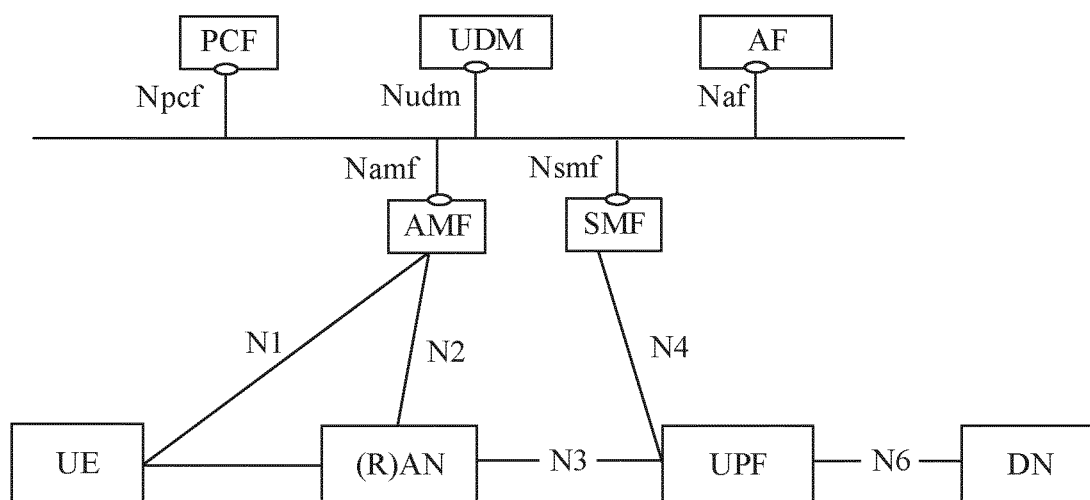 PCF UDM AF
Npcf Nudm Naf
Namf Nsmf
AMF SMF
N1 N2 N4
UE (R)AN N3 UPF N6 DN